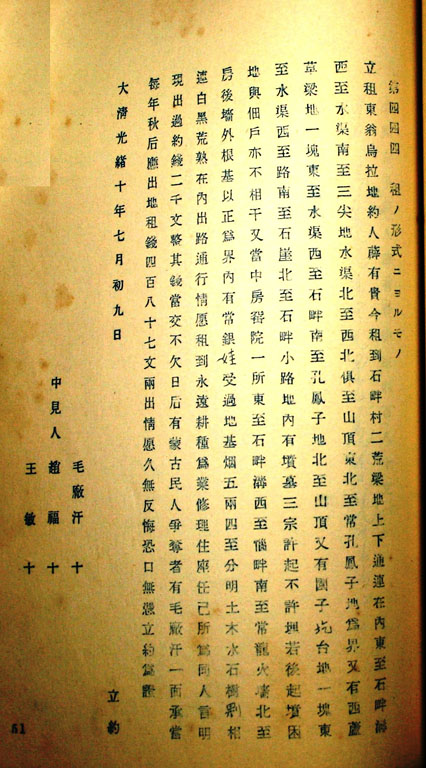 第四四四 租ノ形式ニヨルモノ
立租東翁烏拉地約人薛有貴今租到石畔村二荒梁地上下通連在內東至石畔溝
西至水渠南至三尖地水渠北至西北俱至山頂東北至常孔鳳子地爲界又有西蘆
草梁地一塊東至水渠西至石畔南至孔鳳子地北至山頂又有圐子圪台地一塊東
至水渠西至路南至石崖北至石畔小路地內有墳墓三宗許起不許埋若後起墳因
地與佃戶亦不相干又當中房窰院一所東至石畔溝西至偹畔南至常龍火墻北至
房後墻外根基以正爲界內有常銀娃受過地基烟五兩四至分明土木水石樹剮相
連白黑荒熟在內出路通行情愿租到永遠耕種爲業修理住座任己所爲同人言明
現出過約錢二千文整其錢當交不欠日后有蒙古民人爭奪者有毛廠汗一面承當
每年秋后應出地租錢四百八十七文兩出情愿久無反悔恐口無憑立約爲證
大淸光緒十年七月初九日
立約
毛廠汗 十
中見人 趙福 十
王敏 十
51